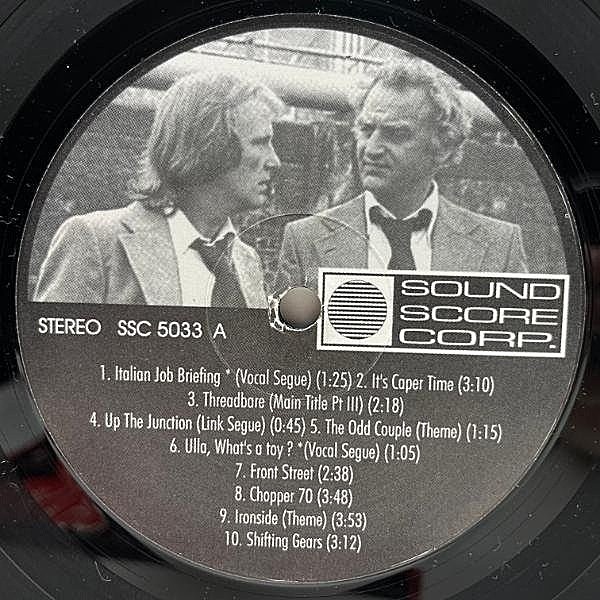 SOUND
SCORE
CORP.
STEREO SSC 5033 A
1. Italian Job Briefing * (Vocal Segue) (1:25) 2. It's Caper Time (3:10)
3. Threadbare (Main Title Pt III) (2:18)
4. Up The Junction (Link Segue) (0:45) 5. The Odd Couple (Theme) (1:15)
6. Ulla, What's a toy ? *(Vocal Segue) (1:05)
7. Front Street (2:38)
8. Chopper 70 (3:48)
9. Ironside (Theme) (3:53)
10. Shifting Gears (3:12)